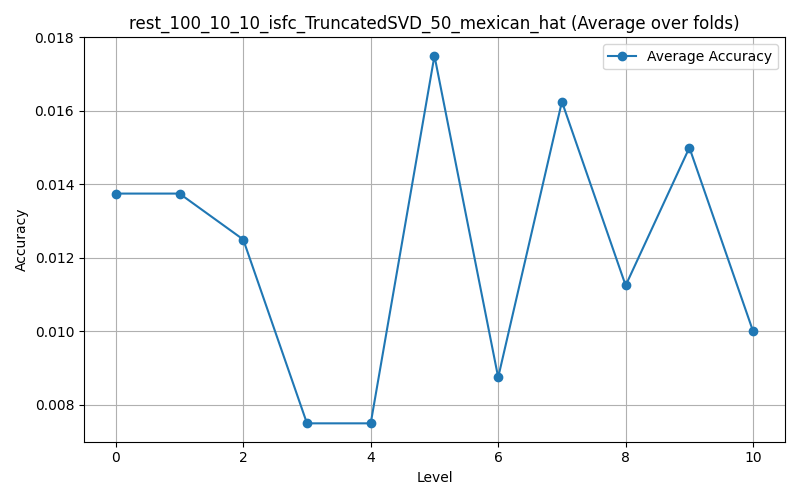 rest_100_10_10_isfc_TruncatedSVD_50_mexican_hat (Average over folds)
Average Accuracy
Accuracy
0.018
0.016
0.014
0.012
0.010
0.008
0 2 4 6 8 10
Level